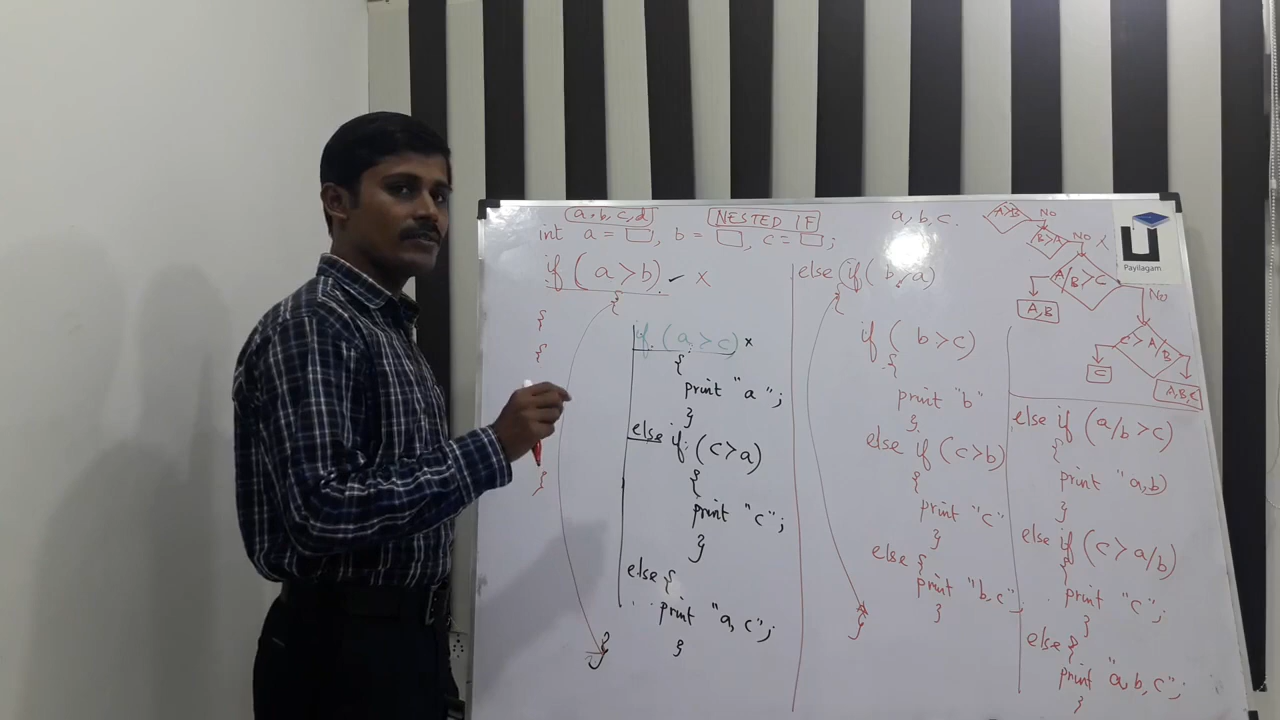 a, b, c, d
NESTED IF
int a = , b = , c = ;
if ( a > b )
{
{
}
{
if ( a > c )
{
print "a";
}
else if ( c > a )
{
print "c";
}
else {
print "a, c";
}
}
a, b, c.
else if ( b > a )
{
if ( b > c )
{
print "b"
}
else if ( c > b )
{
print "c"
}
else {
print "b, c";
}
}
A>B
No
B>A
No
A/B > C
A, B
No
C > A/B
C
A, B, C
Payilagam
else if ( a/b > c )
{
print "a, b)
}
else if ( c > a/b )
{
print "c";
}
else {
print "a, b, c";
}